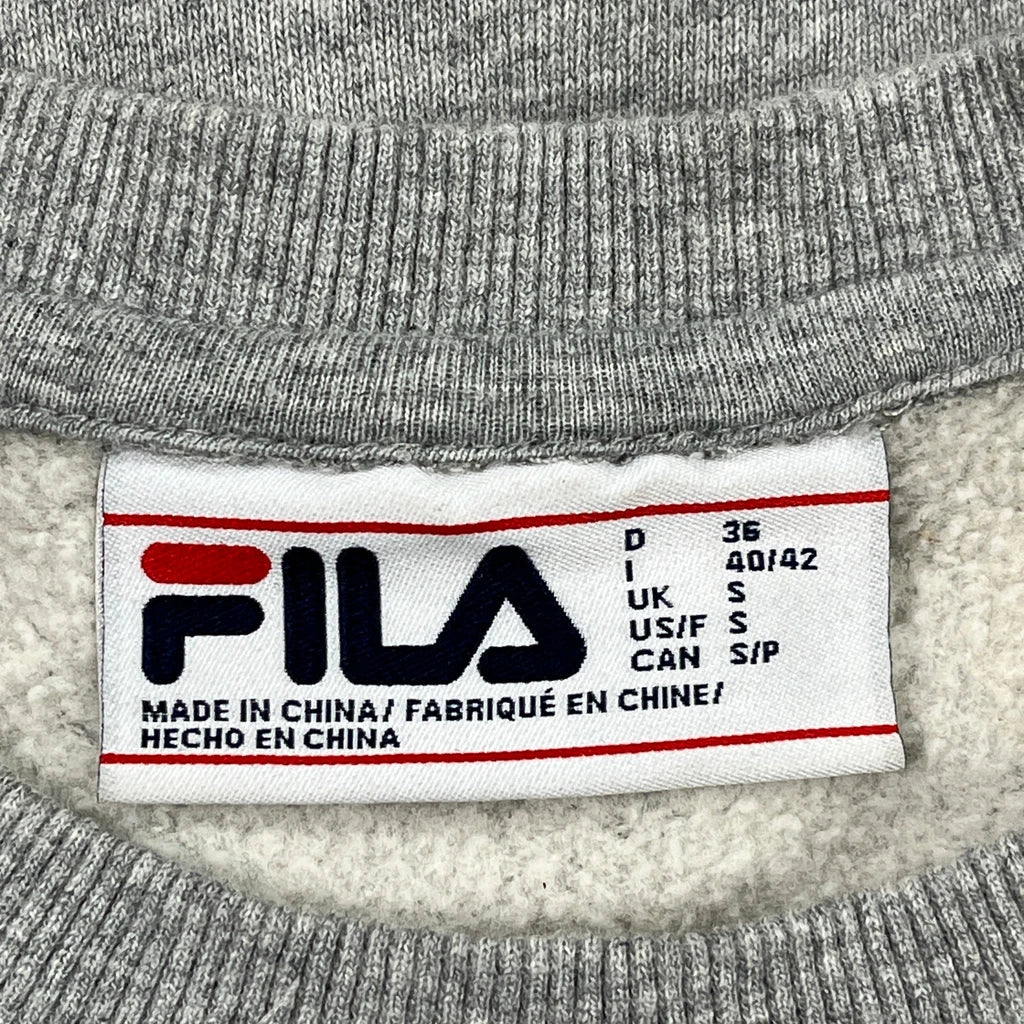 FILA
D 36
I 40/42
UK S
US/F S
CAN S/P
MADE IN CHINA/ FABRIQUÉ EN CHINE/
HECHO EN CHINA